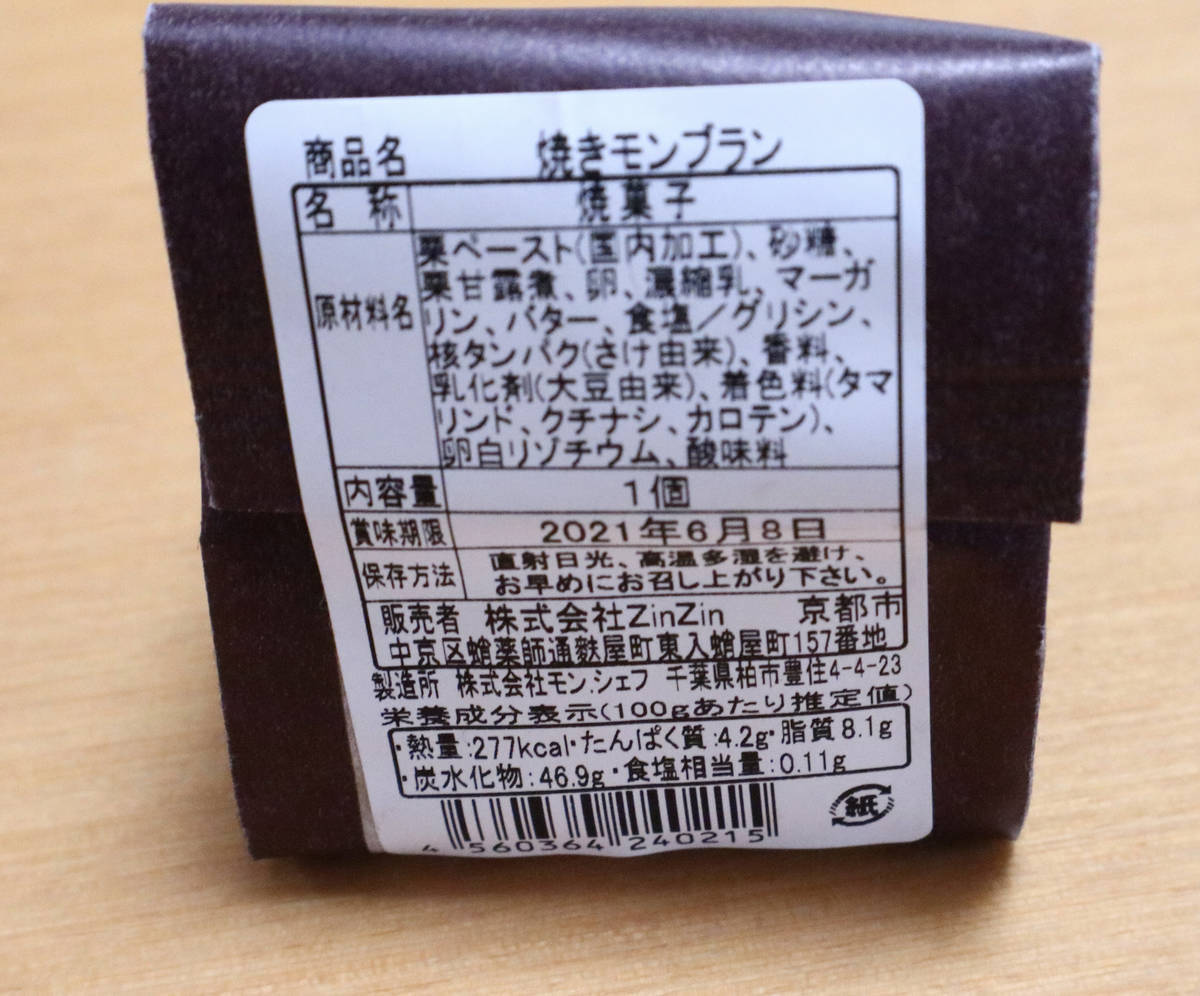 商品名 焼きモンブラン
名 称 焼菓子
原材料名 栗ペースト(国内加工)、砂糖、
栗甘露煮、卵、濃縮乳、マーガ
リン、バター、食塩/グリシン、
核タンパク(さけ由来)、香料、
乳化剤(大豆由来)、着色料(タマ
リンド、クチナシ、カロテン)、
卵白リゾチウム、酸味料
内容量 1個
賞味期限 2021年6月8日
保存方法 直射日光、高温多湿を避け、
お早めにお召し上がり下さい。
販売者 株式会社ZinZin 京都市
中京区蛸薬師通麩屋町東入蛸屋町157番地
製造所 株式会社モン.シェフ 千葉県柏市豊住4-4-23
栄養成分表示(100gあたり推定値)
・熱量:277kcal・たんぱく質:4.2g・脂質8.1g
・炭水化物:46.9g・食塩相当量:0.11g
紙
4 560364 240215